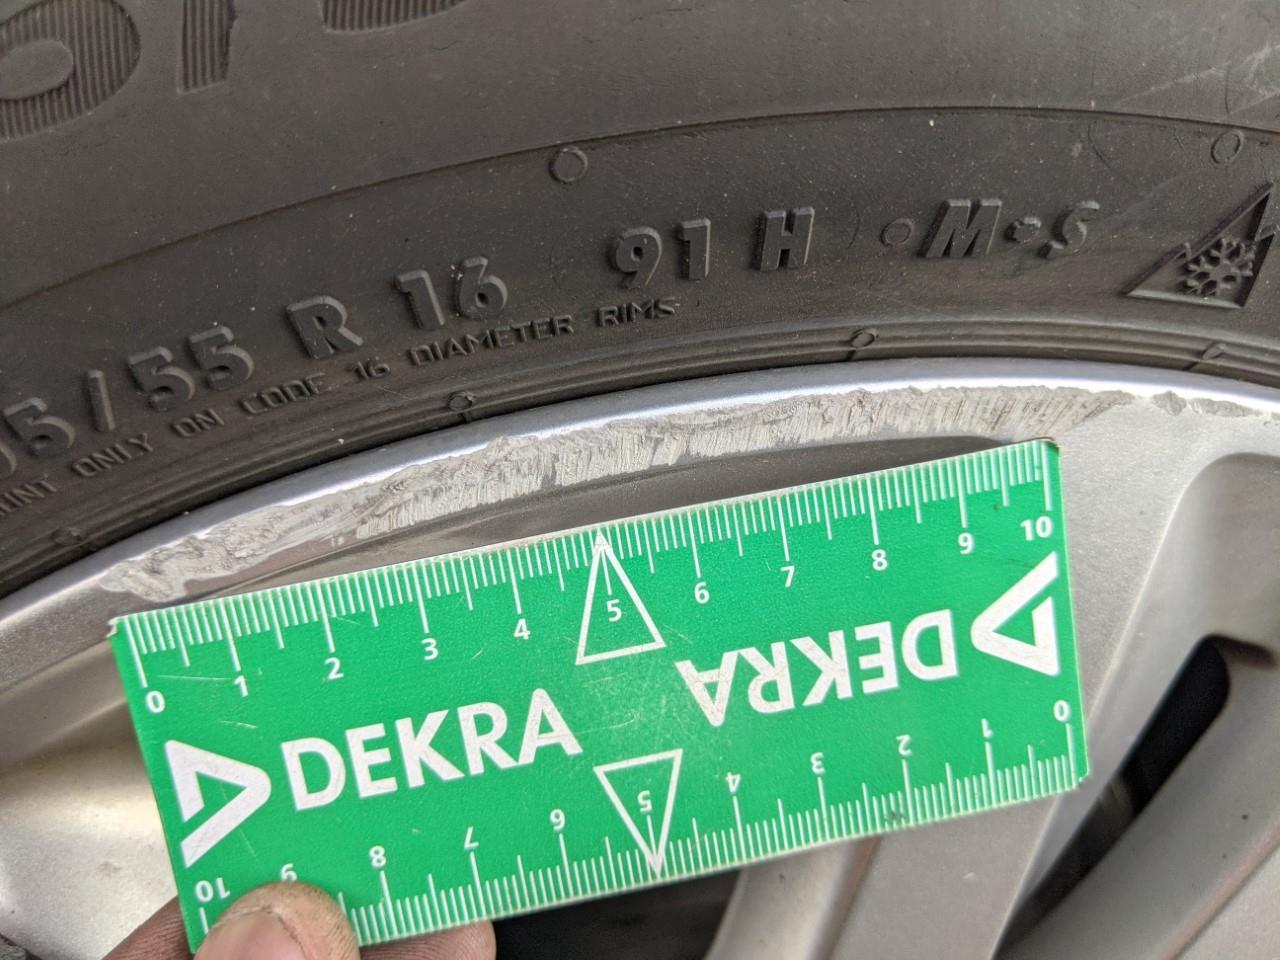 5/55 R 16 91 H M+S
ONLY ON CODE 16 DIAMETER RIMS
0 1 2 3 4 5 6 7 8 9 10
DEKRA
DEKRA
10 9 8 7 6 5 4 3 2 1 0